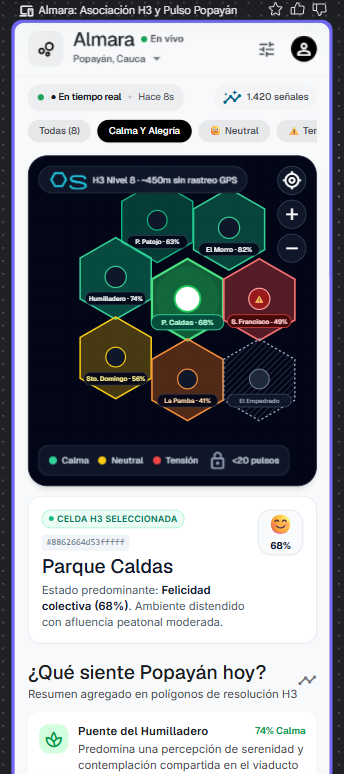 Almara: Asociación H3 y Pulso Popayán
Almara
En vivo
Popayán, Cauca
• En tiempo real · Hace 8s
1.420 señales
Todas (8)
Calma Y Alegría
Neutral
Ter
H3 Nivel 8 · ~450m sin rastreo GPS
P. Patojo · 63%
El Morro · 82%
Humilladero · 74%
P. Caldas · 68%
S. Francisco · 49%
Sto. Domingo · 56%
La Pamba · 41%
El Empedrado
Calma
Neutral
Tensión
<20 pulsos
CELDA H3 SELECCIONADA
#8862664d53fffff
68%
Parque Caldas
Estado predominante: Felicidad
colectiva (68%). Ambiente distendido
con afluencia peatonal moderada.
¿Qué siente Popayán hoy?
Resumen agregado en polígonos de resolución H3
Puente del Humilladero
74% Calma
Predomina una percepción de serenidad y
contemplación compartida en el viaducto